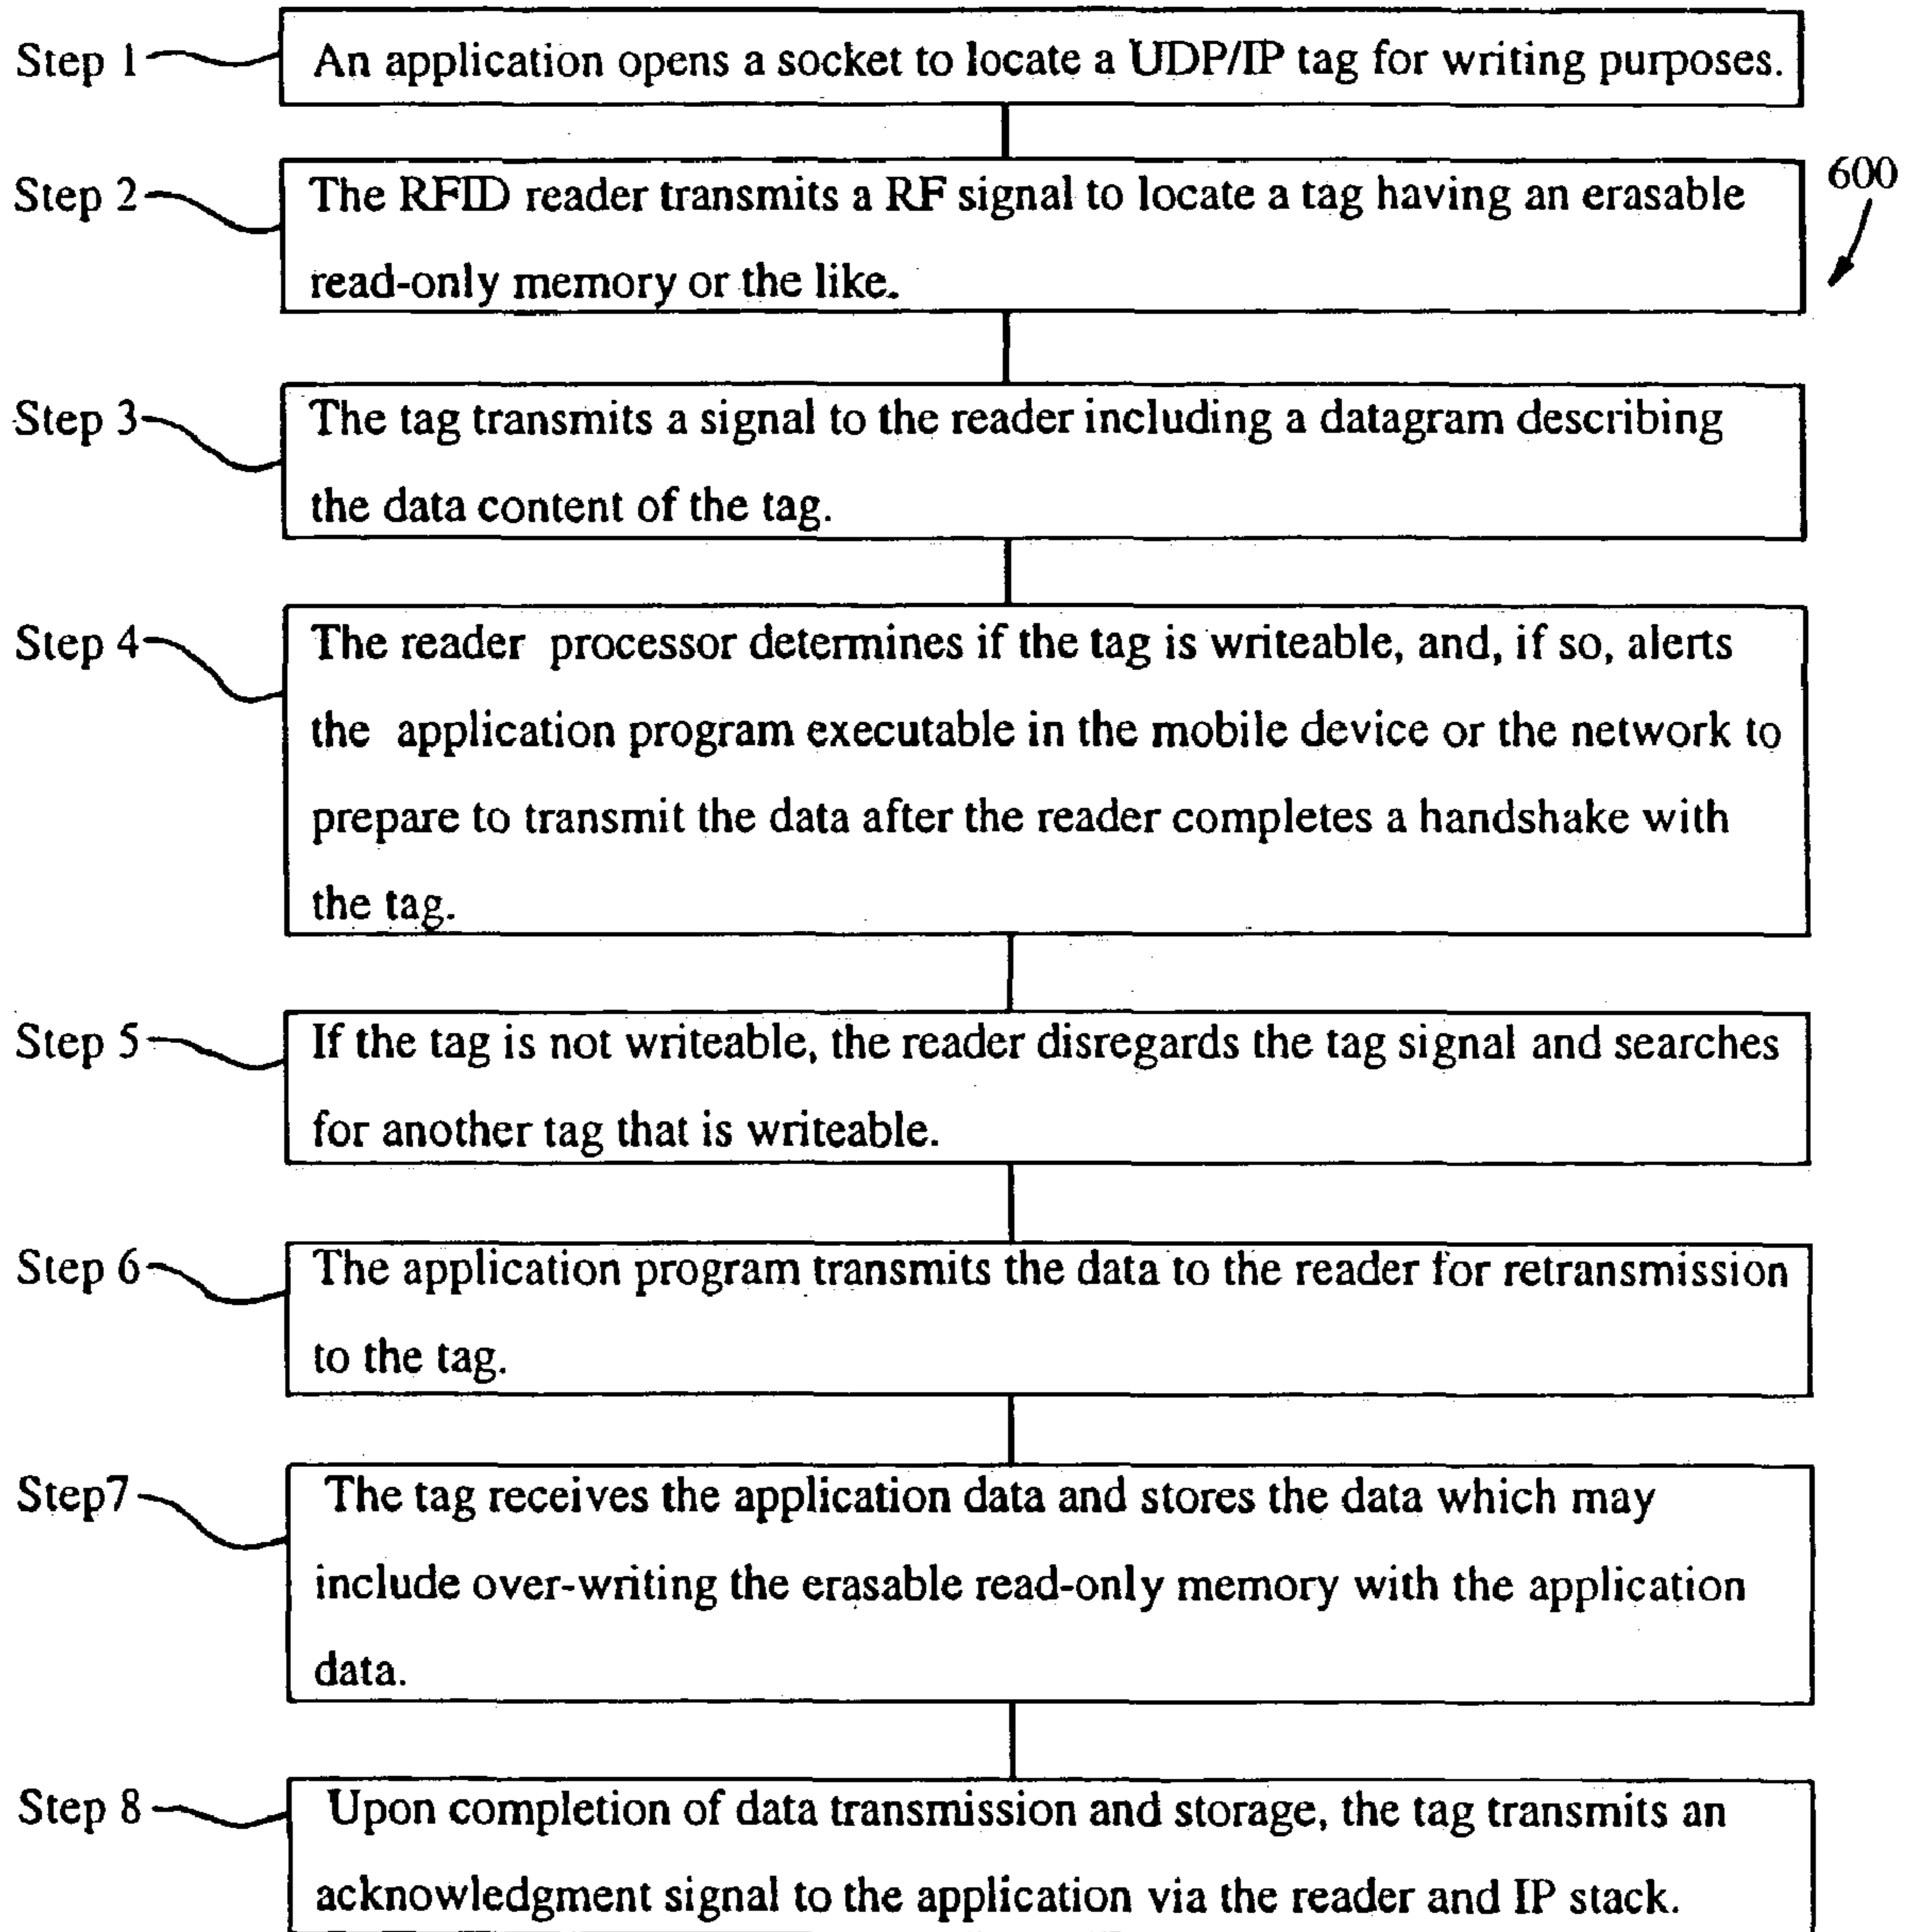 Step 1
An application opens a socket to locate a UDP/IP tag for writing purposes.
Step 2
The RFID reader transmits a RF signal to locate a tag having an erasable
read-only memory or the like.
600
Step 3
The tag transmits a signal to the reader including a datagram describing
the data content of the tag.
Step 4
The reader processor determines if the tag is writeable, and, if so, alerts
the application program executable in the mobile device or the network to
prepare to transmit the data after the reader completes a handshake with
the tag.
Step 5
If the tag is not writeable, the reader disregards the tag signal and searches
for another tag that is writeable.
Step 6
The application program transmits the data to the reader for retransmission
to the tag.
Step7
The tag receives the application data and stores the data which may
include over-writing the erasable read-only memory with the application
data.
Step 8
Upon completion of data transmission and storage, the tag transmits an
acknowledgment signal to the application via the reader and IP stack.